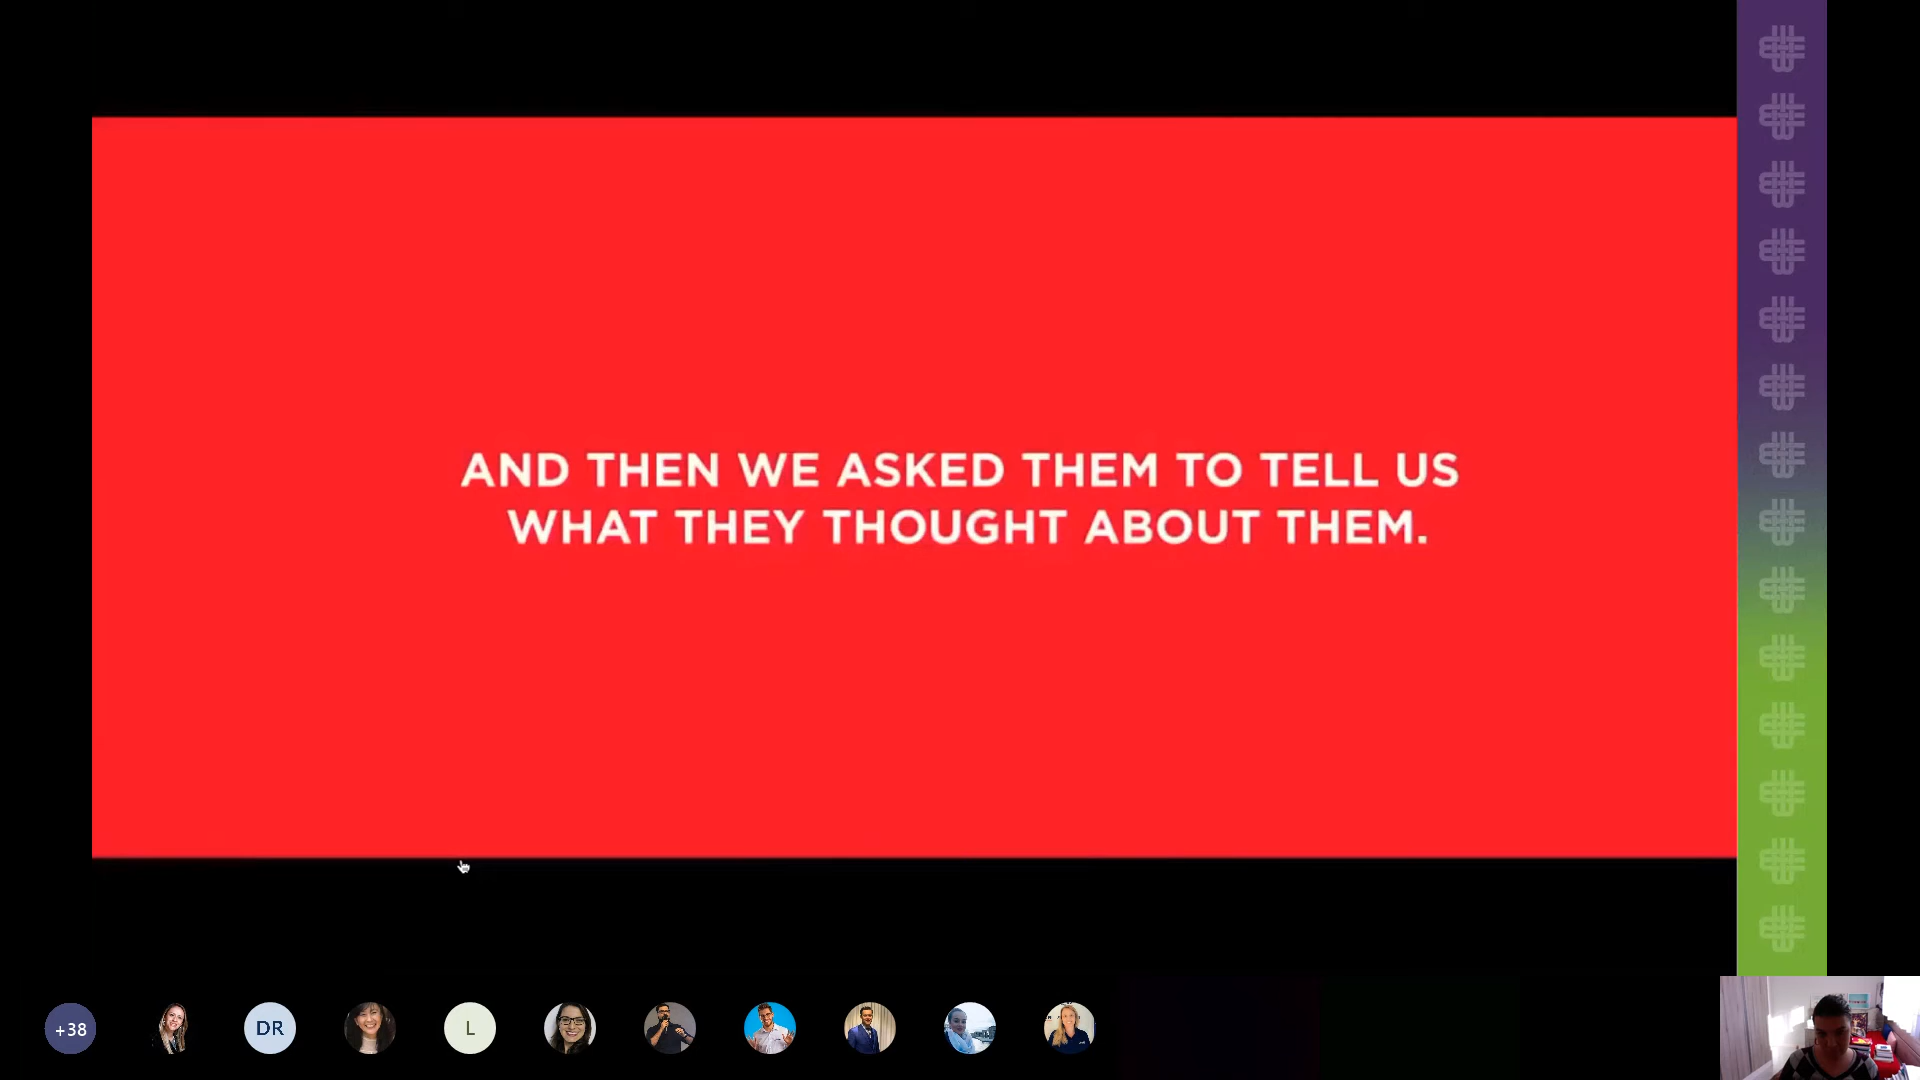 AND THEN WE ASKED THEM TO TELL US
WHAT THEY THOUGHT ABOUT THEM.
+38
DR
L